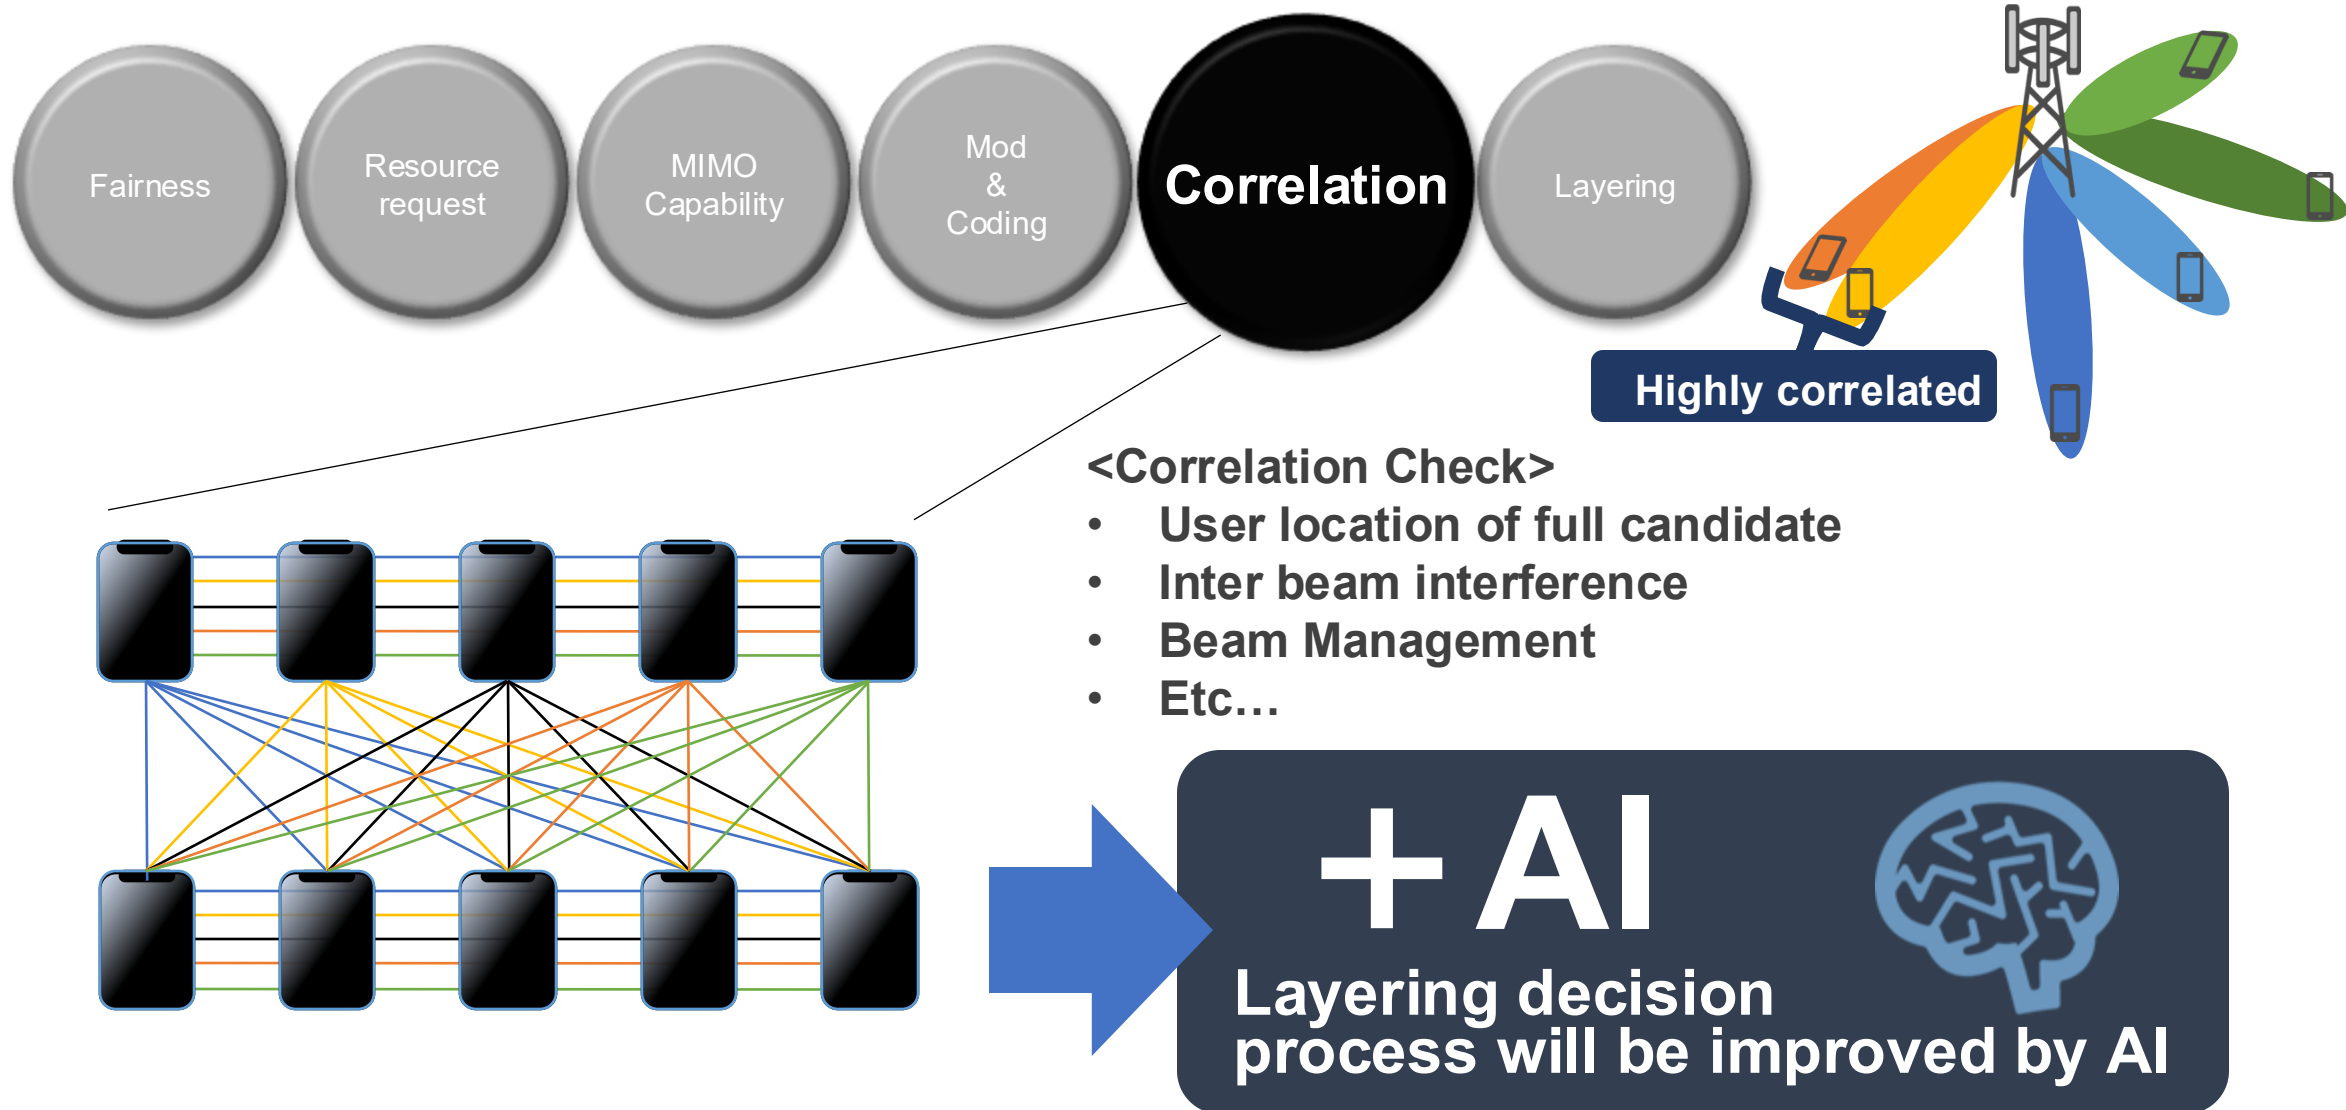 Fairness
Resource
request
MIMO
Capability
Mod
&
Coding
Correlation
Layering
Highly correlated
<Correlation Check>
• User location of full candidate
• Inter beam interference
• Beam Management
• Etc…
+ AI
Layering decision
process will be improved by AI